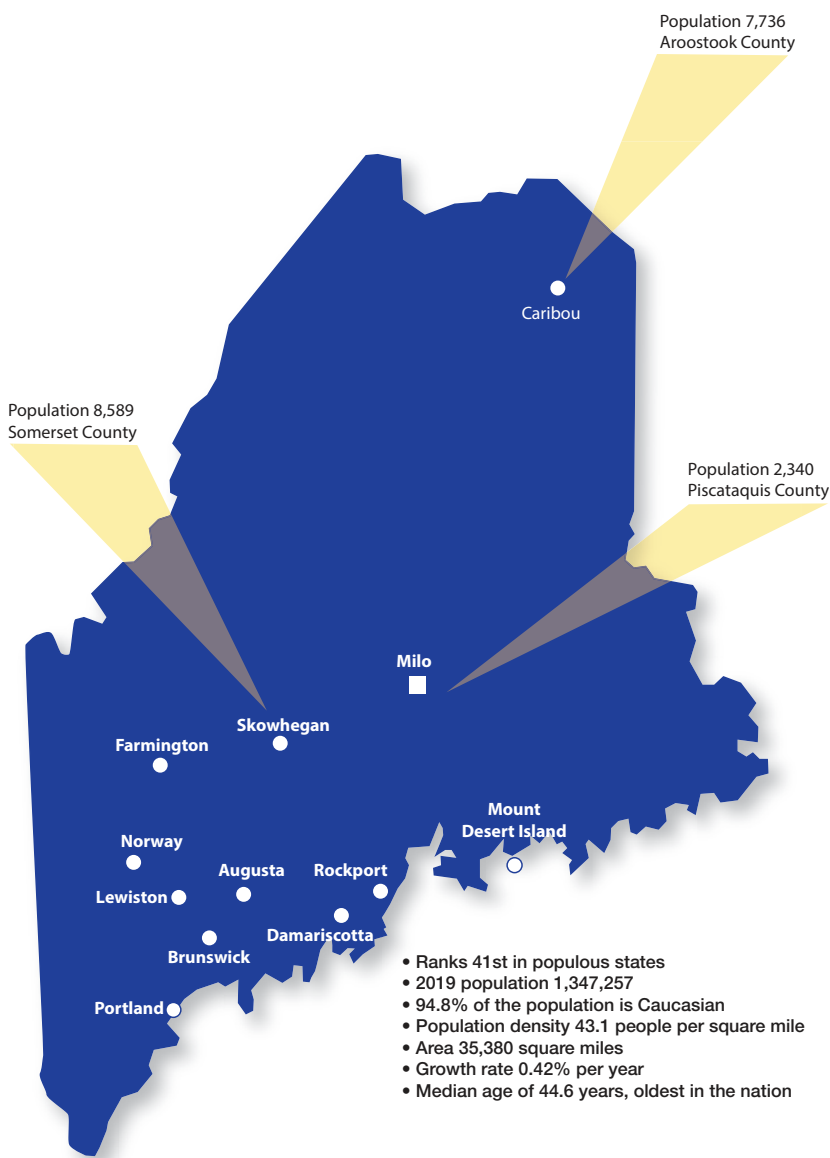 Population 7,736
Aroostook County
Caribou
Population 8,589
Somerset County
Population 2,340
Piscataquis County
Milo
Skowhegan
Farmington
Mount
Desert Island
Norway
Augusta
Rockport
Lewiston
Damariscotta
Brunswick
Portland
• Ranks 41st in populous states
• 2019 population 1,347,257
• 94.8% of the population is Caucasian
• Population density 43.1 people per square mile
• Area 35,380 square miles
• Growth rate 0.42% per year
• Median age of 44.6 years, oldest in the nation